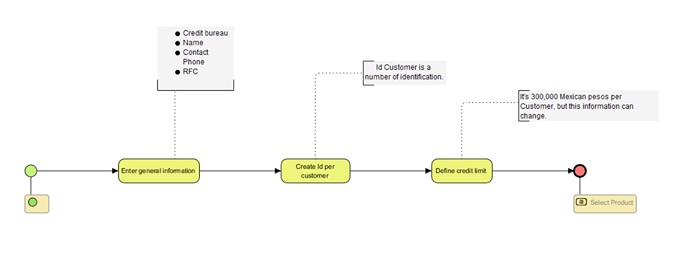 Credit bureau
Name
Contact
Phone
RFC
Id Customer is a
number of identification.
It's 300,000 Mexican pesos per
Customer, but this information can
change.
Enter general information
Create Id per
customer
Define credit limit
Select Product